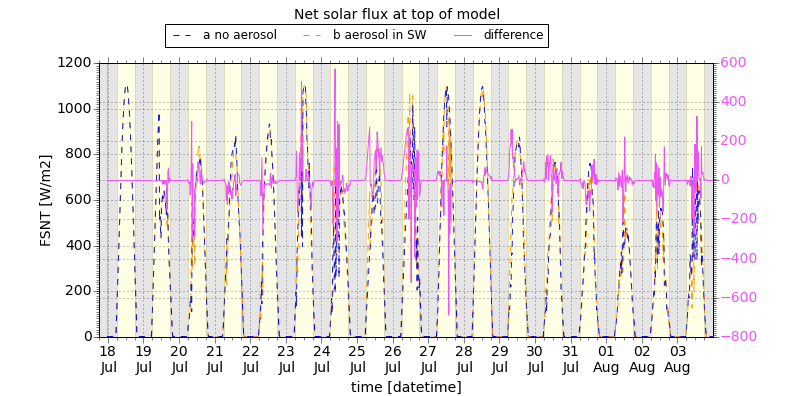 Net solar flux at top of model
a no aerosol b aerosol in SW difference
FSNT [W/m2]
1200
1000
800
600
400
200
0
600
400
200
0
−200
−400
−600
−800
18 19 20 21 22 23 24 25 26 27 28 29 30 31 01 02 03
Jul Jul Jul Jul Jul Jul Jul Jul Jul Jul Jul Jul Jul Jul Aug Aug Aug
time [datetime]